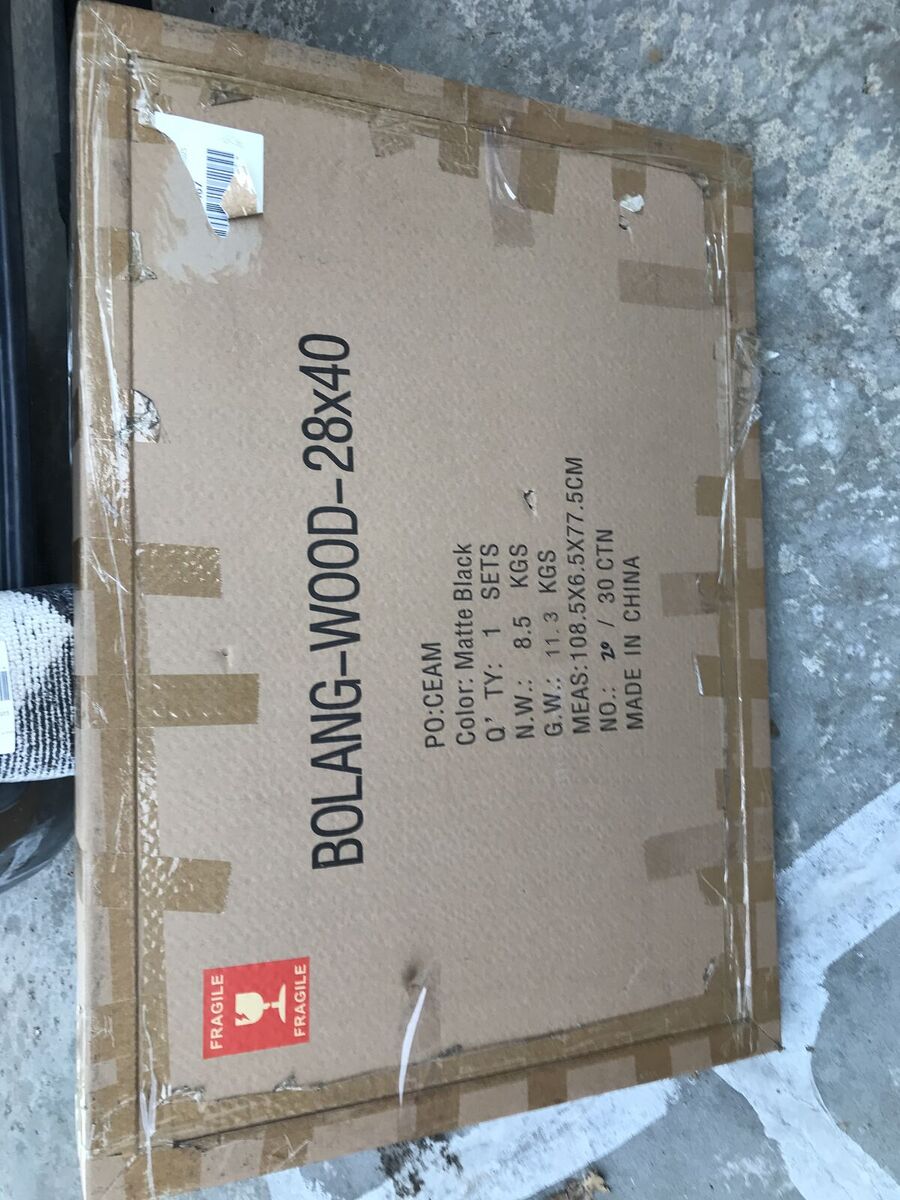 BOLANG-WOOD-28x40
PO:CEAM
Color: Matte Black
Q' TY: 1 SETS
N.W.: 8.5 KGS
G.W.: 11.3 KGS
MEAS:108.5X6.5X77.5CM
NO.: 20 / 30 CTN
MADE IN CHINA
FRAGILE
FRAGILE